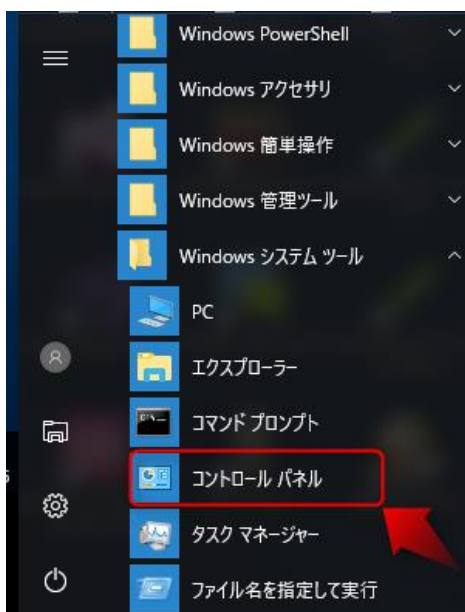 Windows PowerShell
Windows アクセサリ
Windows 簡単操作
Windows 管理ツール
Windows システム ツール
PC
エクスプローラー
コマンド プロンプト
コントロール パネル
タスク マネージャー
ファイル名を指定して実行